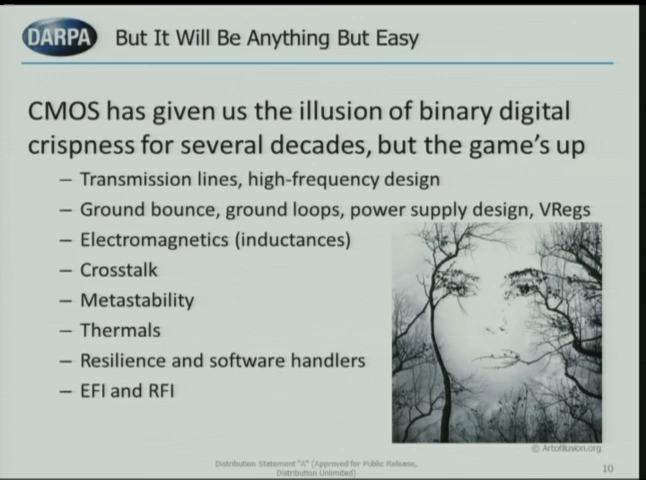 DARPA
But It Will Be Anything But Easy
CMOS has given us the illusion of binary digital
crispness for several decades, but the game's up
– Transmission lines, high-frequency design
– Ground bounce, ground loops, power supply design, VRegs
– Electromagnetics (inductances)
– Crosstalk
– Metastability
– Thermals
– Resilience and software handlers
– EFI and RFI
© ArtofIllusion.org
Distribution Statement "A" (Approved for Public Release,
Distribution Unlimited)
10